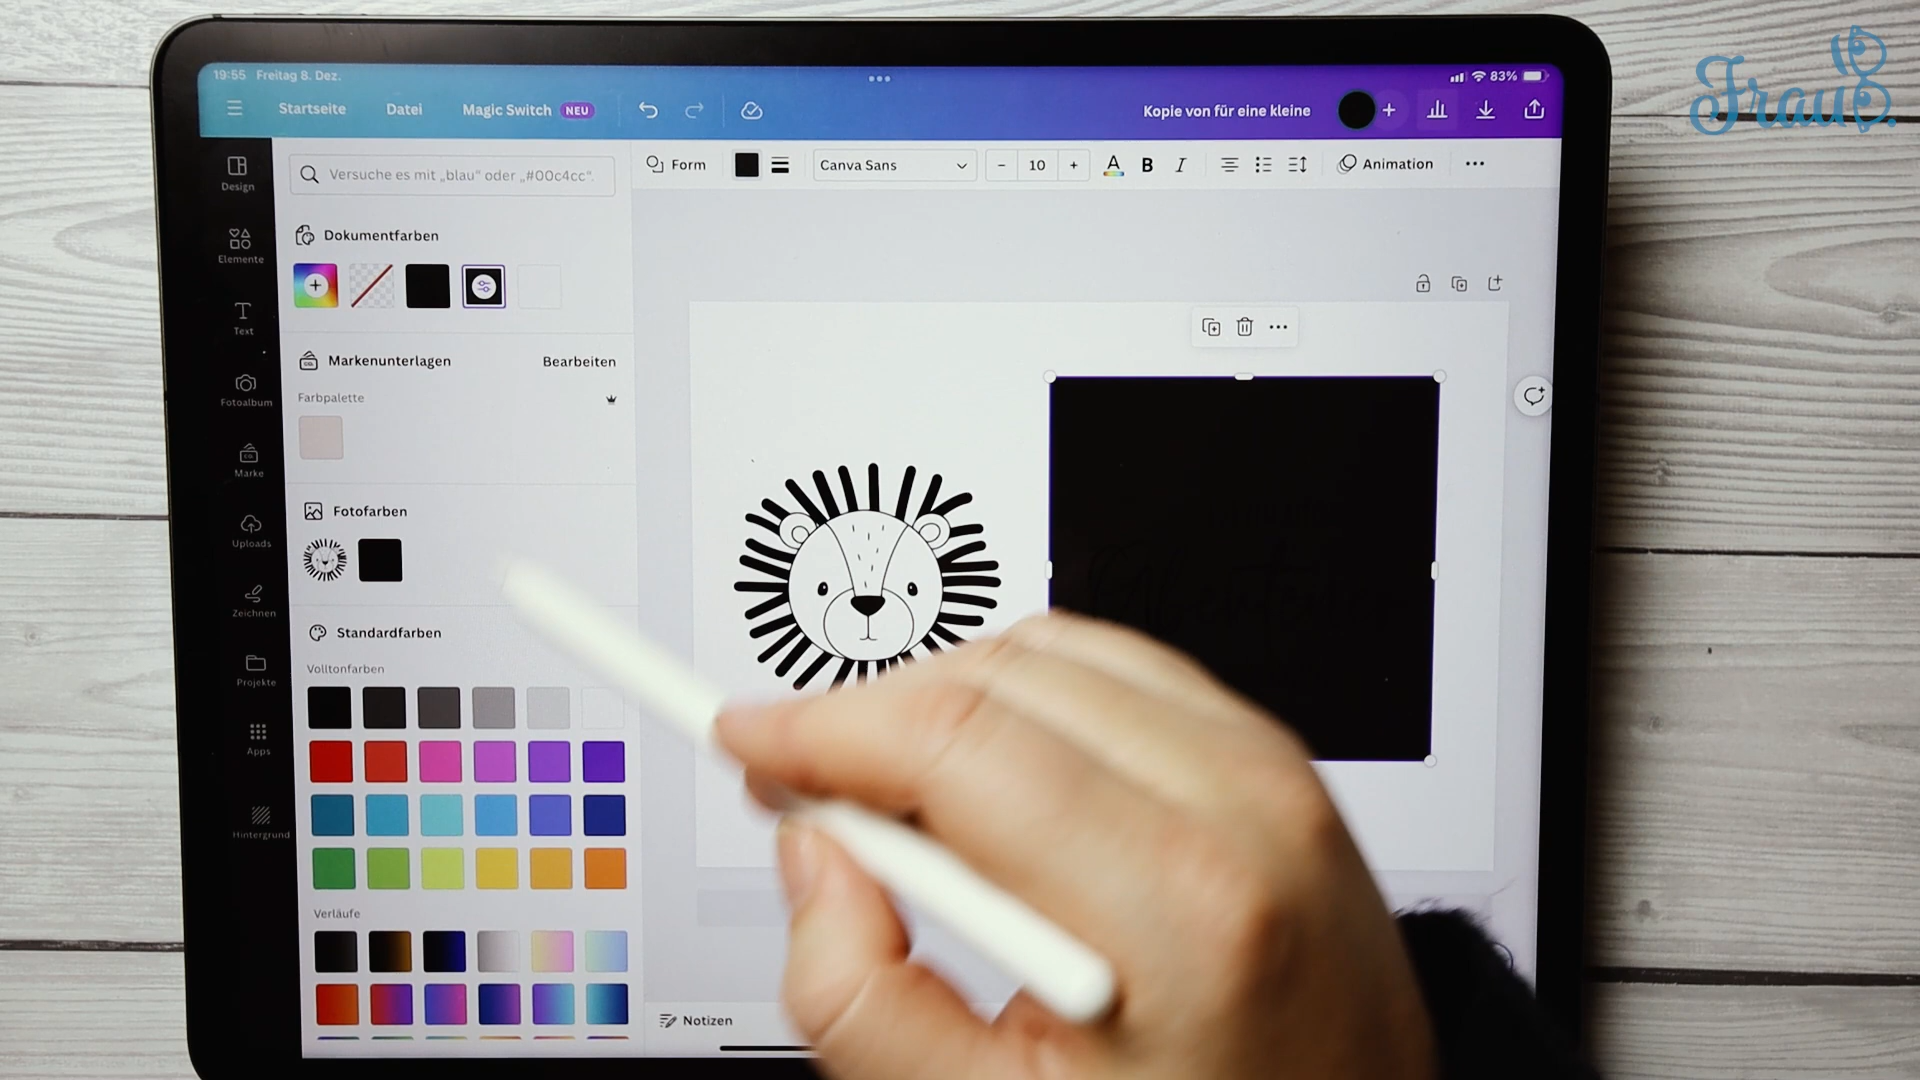 Frau B.
19:55 Freitag 8. Dez.
83%
Startseite Datei Magic Switch NEU
Kopie von für eine kleine
Versuche es mit „blau“ oder „#00c4cc“.
Form
Canva Sans
- 10 +
A B I
Animation
Design
Elemente
Text
Fotoalbum
Marke
Uploads
Zeichnen
Projekte
Apps
Hintergrund
Dokumentfarben
Markenunterlagen Bearbeiten
Farbpalette
Fotofarben
Standardfarben
Volltonfarben
Verläufe
Notizen